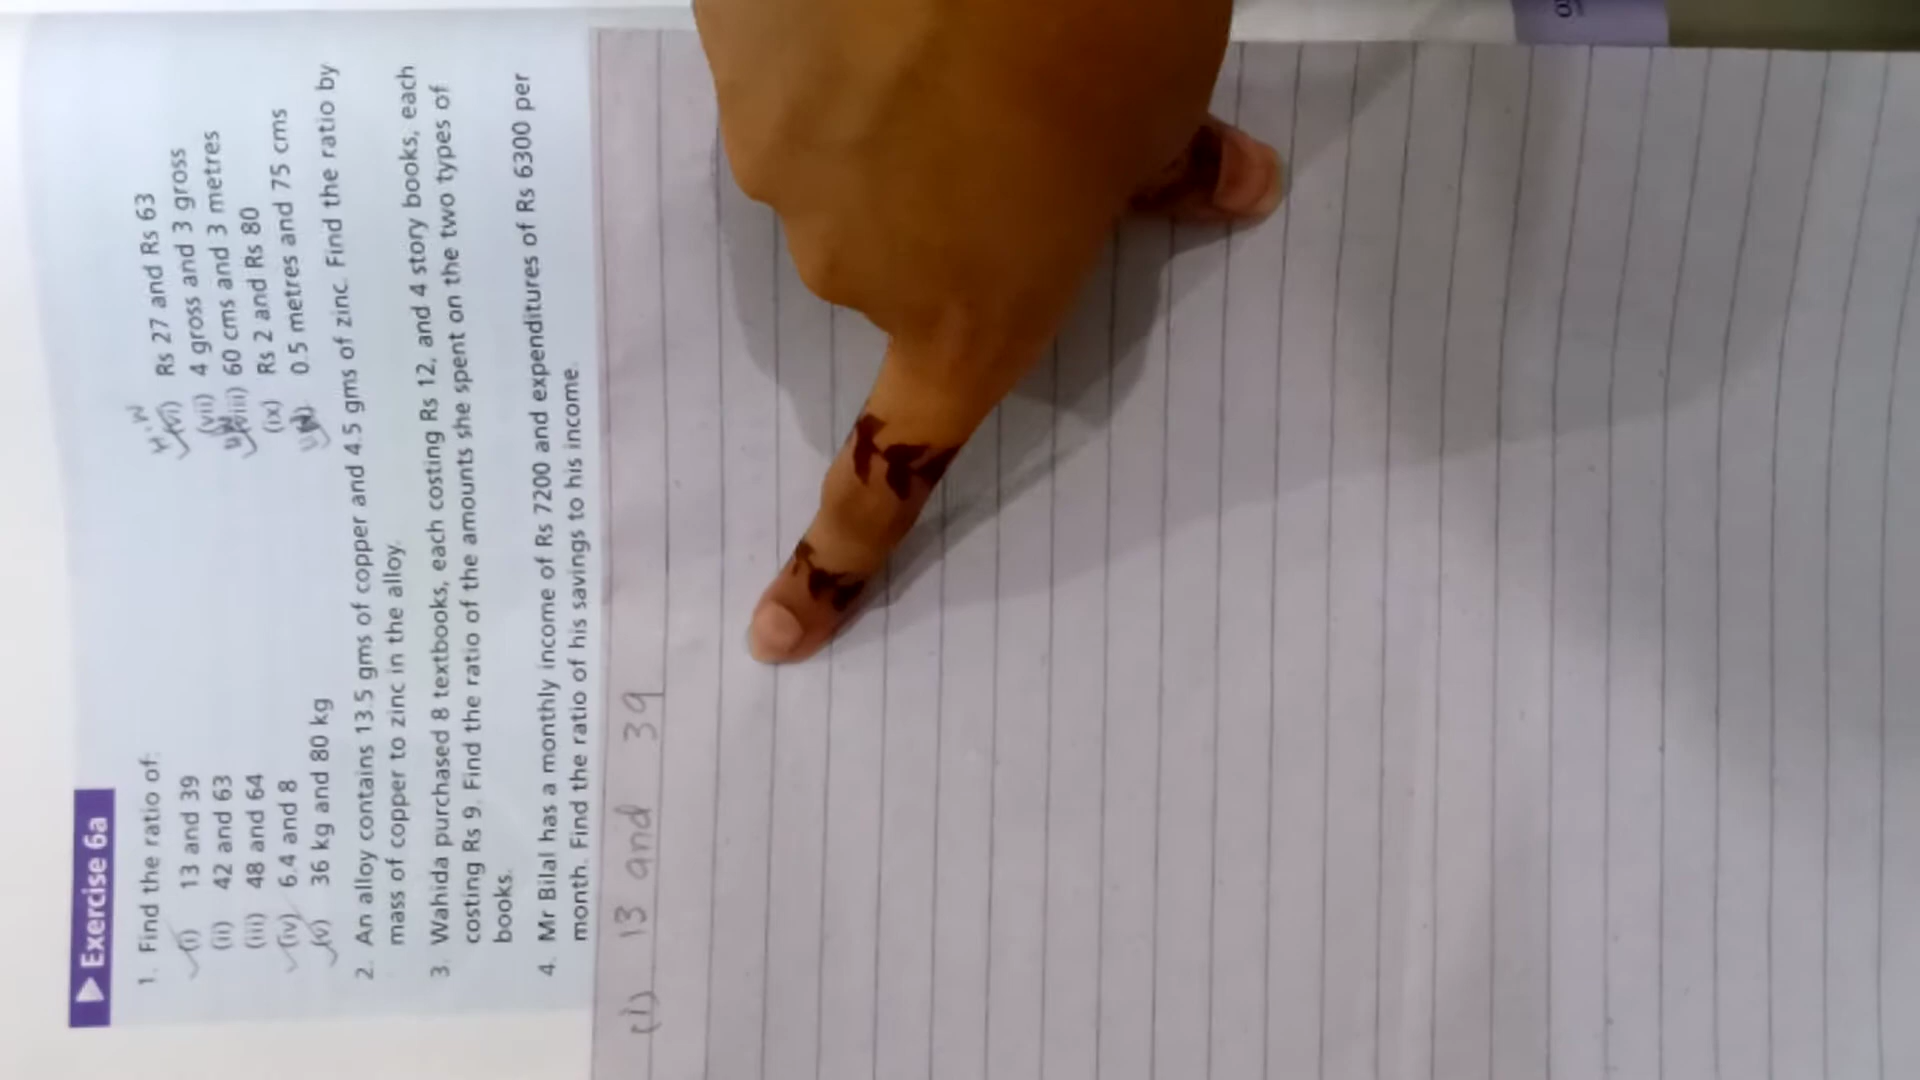 Exercise 6a
1. Find the ratio of:
(i) 13 and 39
(ii) 42 and 63
(iii) 48 and 64
(iv) 6.4 and 8
(v) 36 kg and 80 kg
H.W
(vi) Rs 27 and Rs 63
(vii) 4 gross and 3 gross
(viii) 60 cms and 3 metres
(ix) Rs 2 and Rs 80
0.5 metres and 75 cms
2. An alloy contains 13.5 gms of copper and 4.5 gms of zinc. Find the ratio by
mass of copper to zinc in the alloy.
3. Wahida purchased 8 textbooks, each costing Rs 12, and 4 story books, each
costing Rs 9. Find the ratio of the amounts she spent on the two types of
books.
4. Mr Bilal has a monthly income of Rs 7200 and expenditures of Rs 6300 per
month. Find the ratio of his savings to his income.
(i) 13 and 39